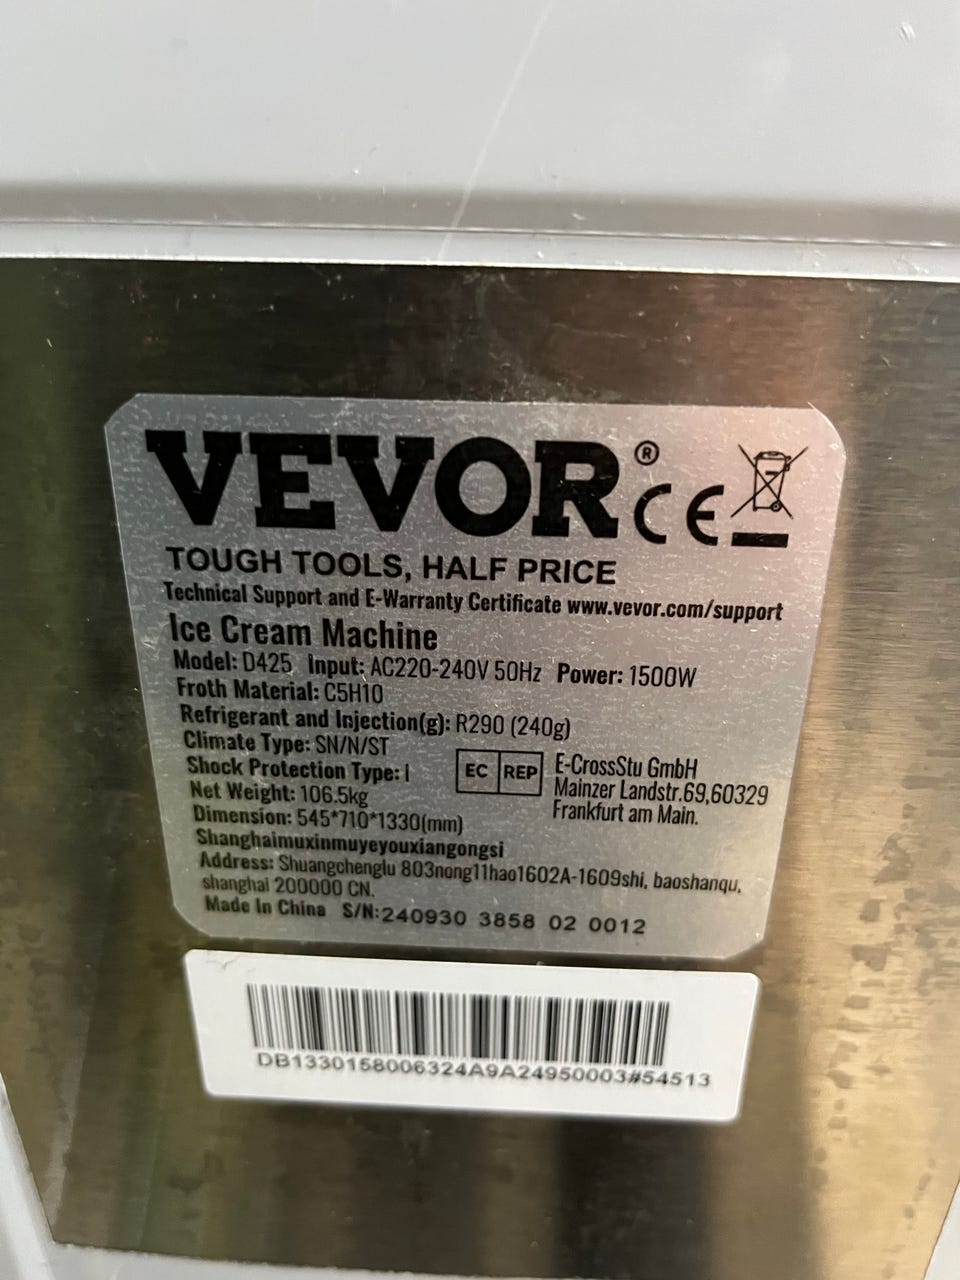 VEVOR®
CE
TOUGH TOOLS, HALF PRICE
Technical Support and E-Warranty Certificate www.vevor.com/support
Ice Cream Machine
Model: D425 Input: AC220-240V 50Hz Power: 1500W
Froth Material: C5H10
Refrigerant and Injection(g): R290 (240g)
Climate Type: SN/N/ST
Shock Protection Type: I
Net Weight: 106.5kg
Dimension: 545*710*1330(mm)
EC REP
E-CrossStu GmbH
Mainzer Landstr.69,60329
Frankfurt am Main.
Shanghaimuxinmuyeyouxiangongsi
Address: Shuangchenglu 803nong11hao1602A-1609shi, baoshanqu,
shanghai 200000 CN.
Made In China S/N:240930 3858 02 0012
DB1330158006324A9A24950003#54513